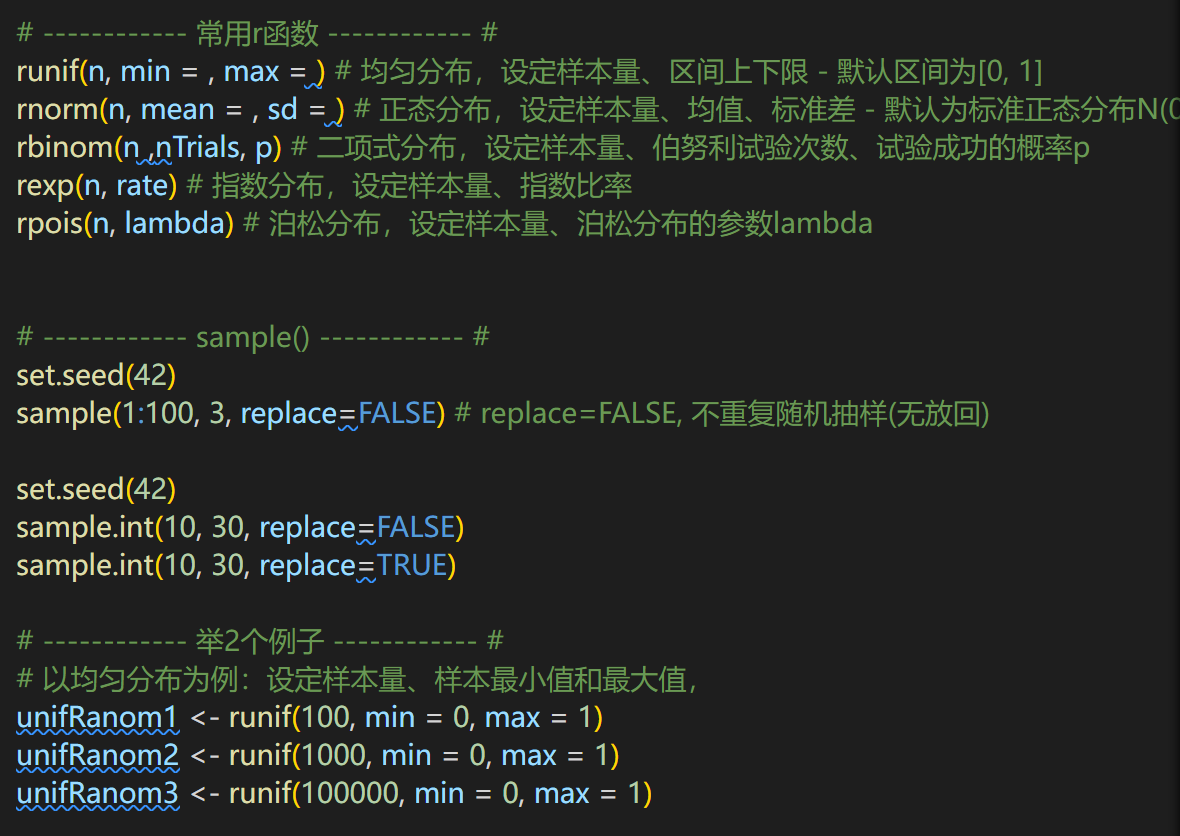 # ------------ 常用r函数 ------------ #
runif(n, min = , max = ) # 均匀分布，设定样本量、区间上下限 - 默认区间为[0, 1]
rnorm(n, mean = , sd = ) # 正态分布，设定样本量、均值、标准差 - 默认为标准正态分布N(0
rbinom(n ,nTrials, p) # 二项式分布，设定样本量、伯努利试验次数、试验成功的概率p
rexp(n, rate) # 指数分布，设定样本量、指数比率
rpois(n, lambda) # 泊松分布，设定样本量、泊松分布的参数lambda
# ------------ sample() ------------ #
set.seed(42)
sample(1:100, 3, replace=FALSE) # replace=FALSE, 不重复随机抽样(无放回)
set.seed(42)
sample.int(10, 30, replace=FALSE)
sample.int(10, 30, replace=TRUE)
# ------------ 举2个例子 ------------ #
# 以均匀分布为例：设定样本量、样本最小值和最大值，
unifRanom1 <- runif(100, min = 0, max = 1)
unifRanom2 <- runif(1000, min = 0, max = 1)
unifRanom3 <- runif(100000, min = 0, max = 1)